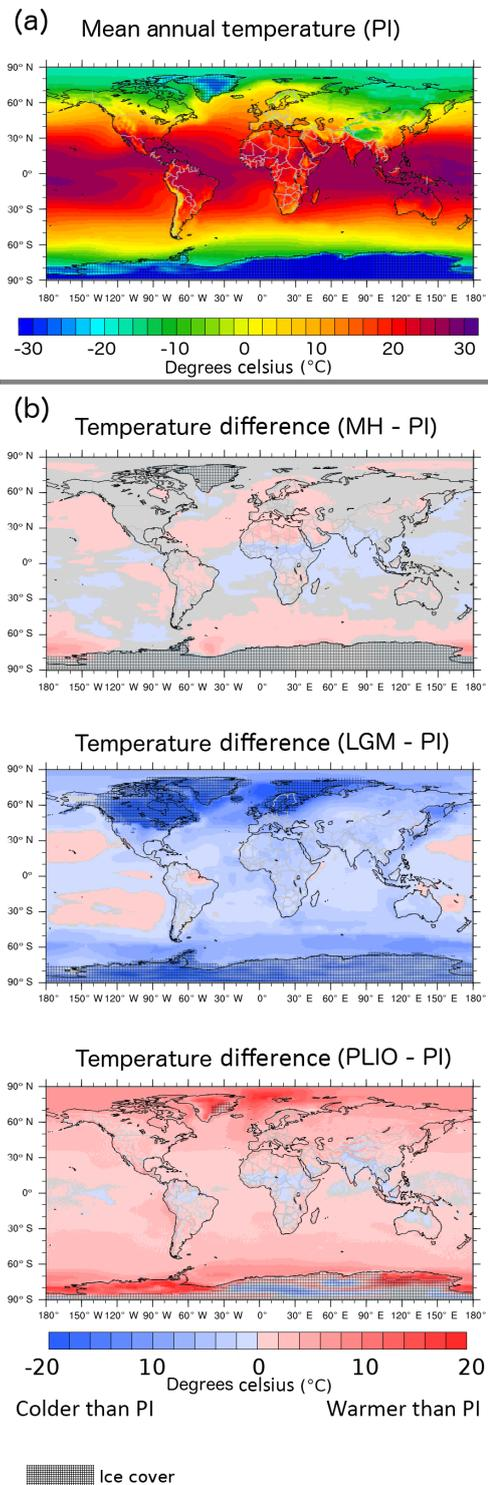 (a) Mean annual temperature (PI)
90° N
60° N
30° N
0°
30° S
60° S
90° S
180° 150° W 120° W 90° W 60° W 30° W 0° 30° E 60° E 90° E 120° E 150° E 180°
-30 -20 -10 0 10 20 30
Degrees celsius (°C)
(b)
Temperature difference (MH - PI)
90° N
60° N
30° N
0°
30° S
60° S
90° S
180° 150° W 120° W 90° W 60° W 30° W 0° 30° E 60° E 90° E 120° E 150° E 180°
Temperature difference (LGM - PI)
90° N
60° N
30° N
0°
30° S
60° S
90° S
180° 150° W 120° W 90° W 60° W 30° W 0° 30° E 60° E 90° E 120° E 150° E 180°
Temperature difference (PLIO - PI)
90° N
60° N
30° N
0°
30° S
60° S
90° S
180° 150° W 120° W 90° W 60° W 30° W 0° 30° E 60° E 90° E 120° E 150° E 180°
-20 10 0 10 20
Degrees celsius (°C)
Colder than PI Warmer than PI
Ice cover